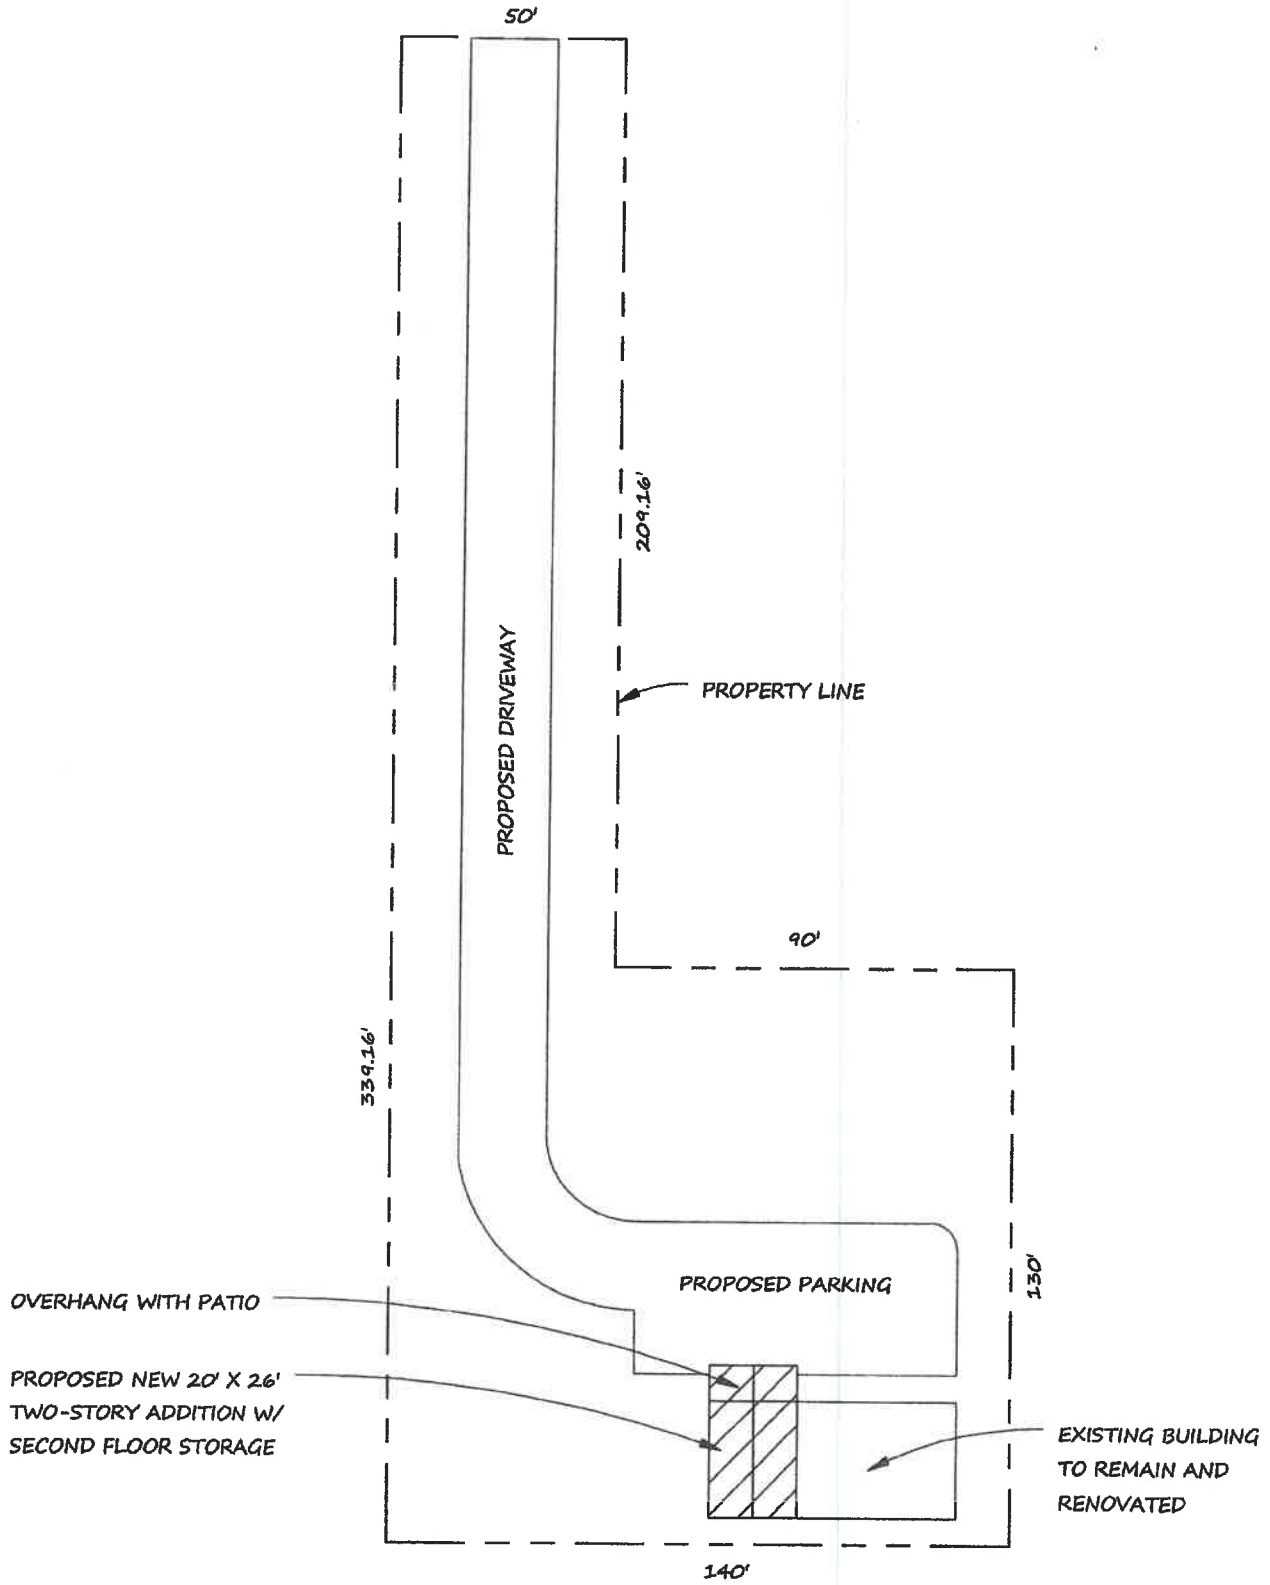 50'
209.16'
PROPOSED DRIVEWAY
PROPERTY LINE
90'
339.16'
130'
PROPOSED PARKING
OVERHANG WITH PATIO
PROPOSED NEW 20' X 26'
TWO-STORY ADDITION W/
SECOND FLOOR STORAGE
EXISTING BUILDING
TO REMAIN AND
RENOVATED
140'